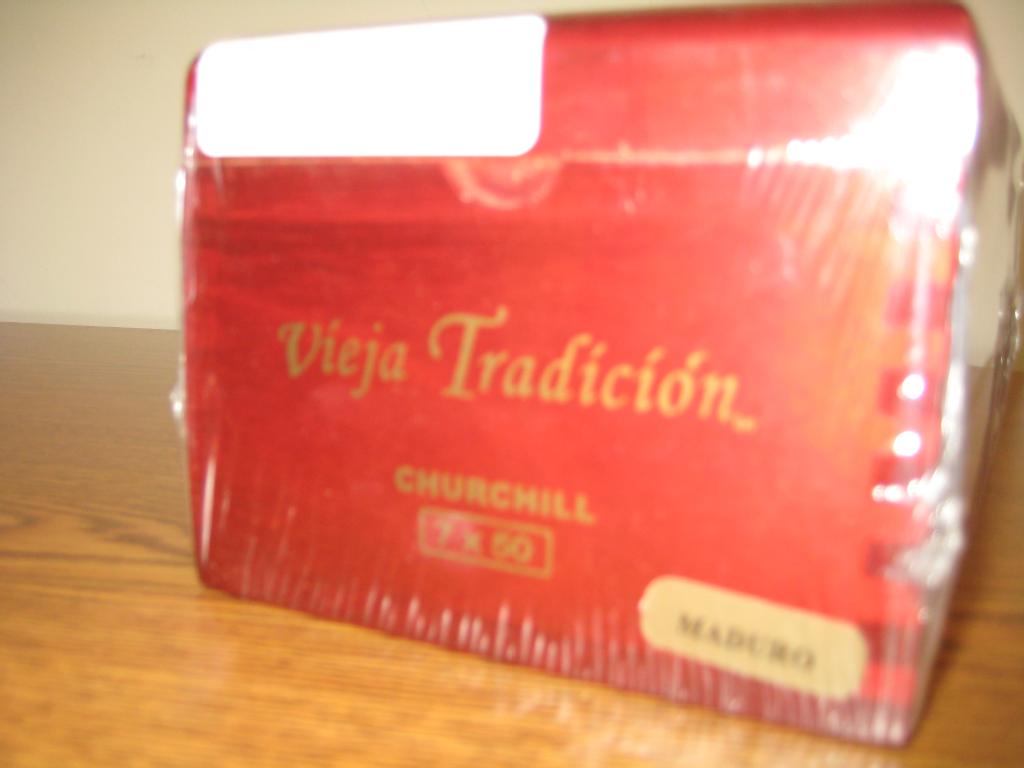 Vieja Tradición
CHURCHILL
7 x 50
MADURO